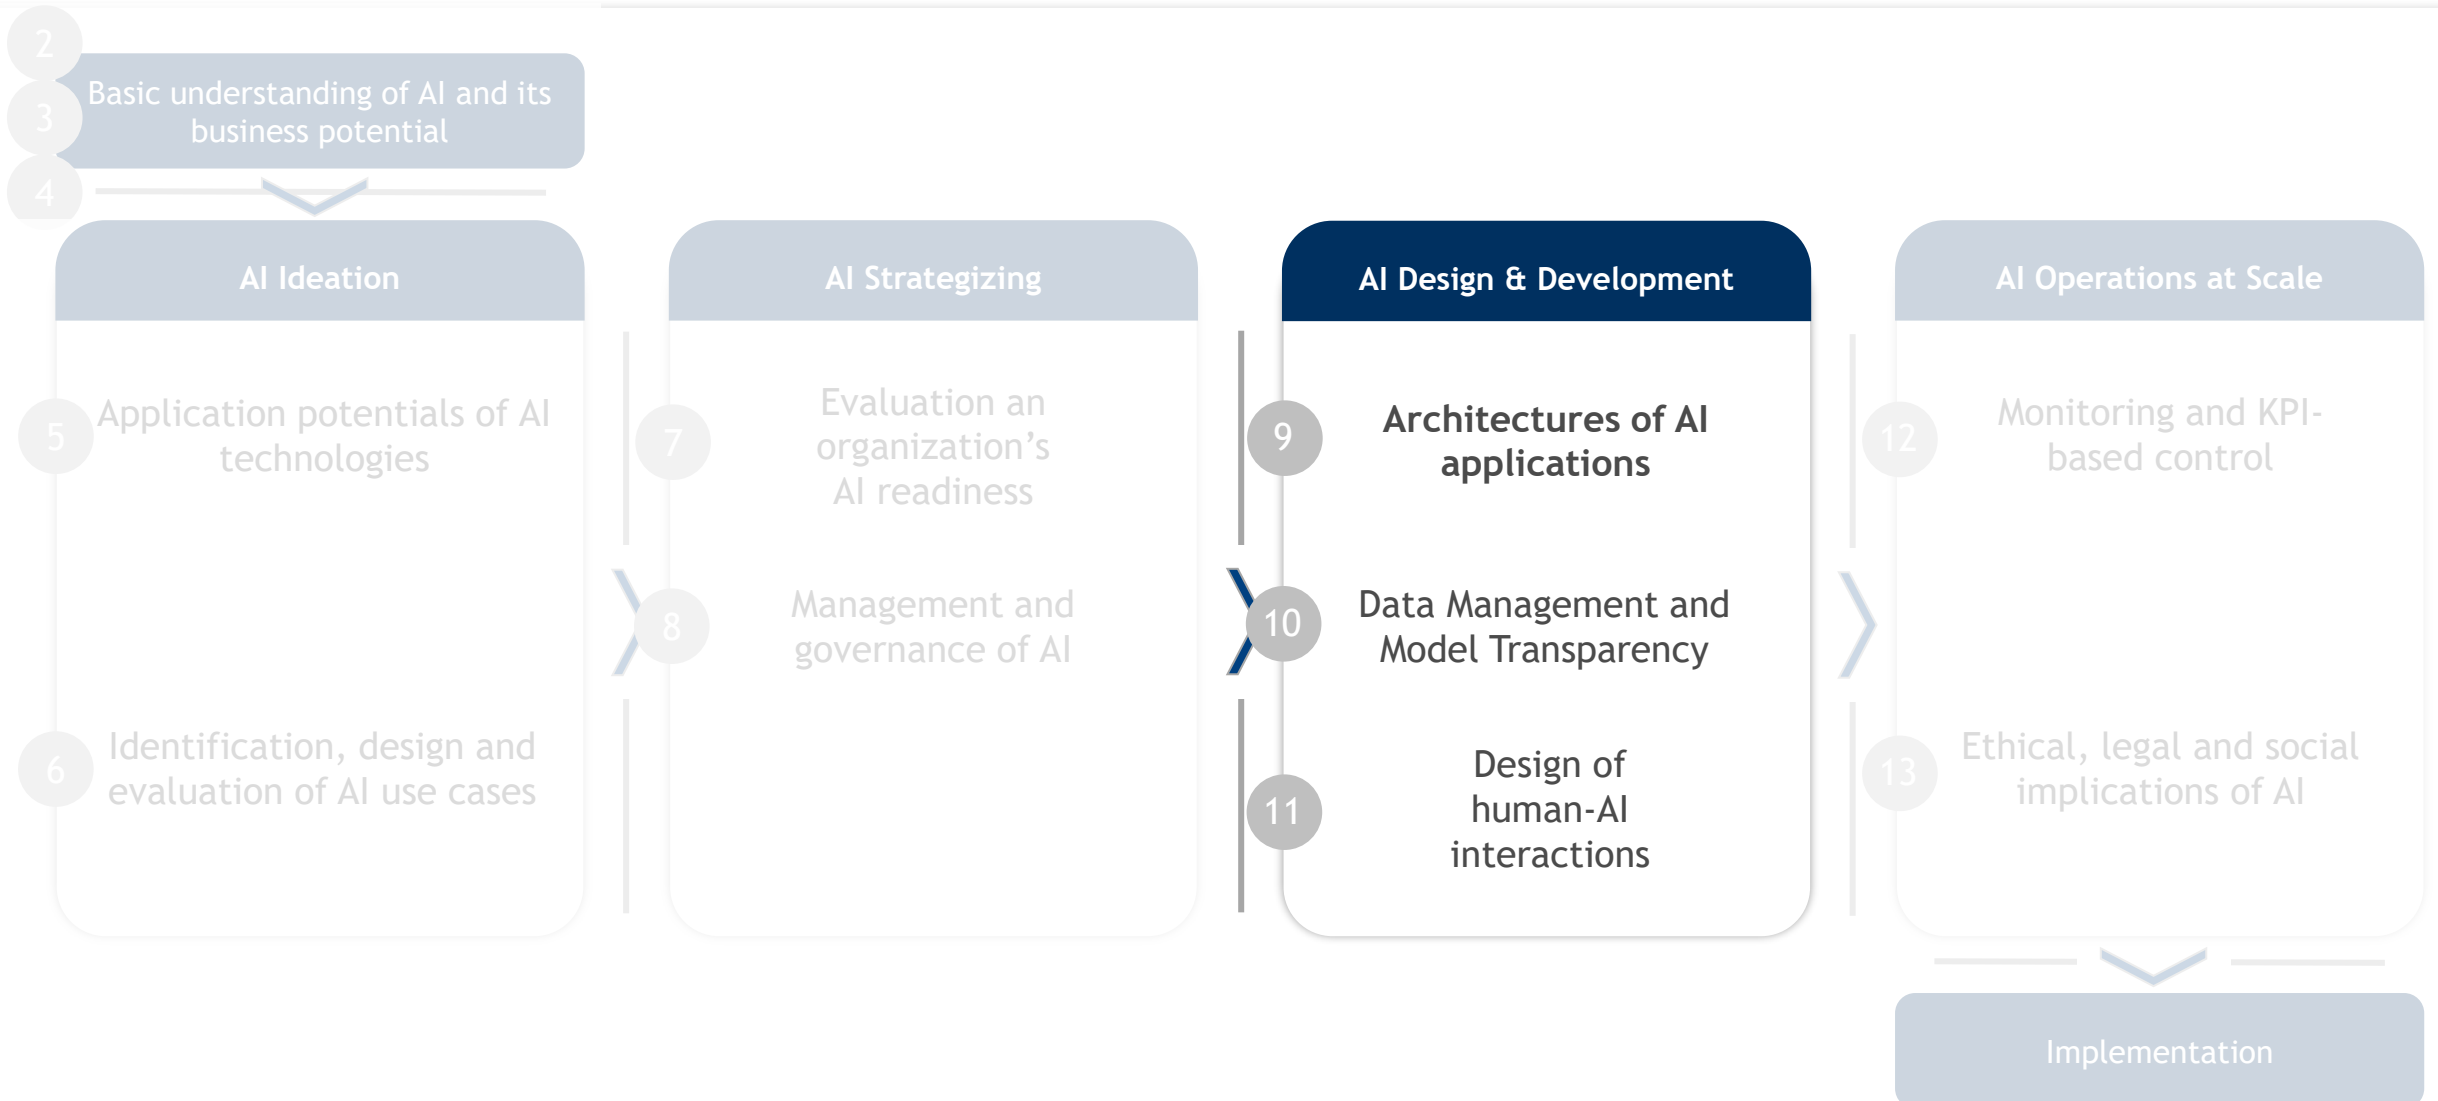 2
3
4
Basic understanding of AI and its
business potential
AI Ideation
5
Application potentials of AI
technologies
6
Identification, design and
evaluation of AI use cases
AI Strategizing
7
Evaluation an
organization’s
AI readiness
8
Management and
governance of AI
AI Design & Development
9
Architectures of AI
applications
10
Data Management and
Model Transparency
11
Design of
human-AI
interactions
AI Operations at Scale
12
Monitoring and KPI-
based control
13
Ethical, legal and social
implications of AI
Implementation